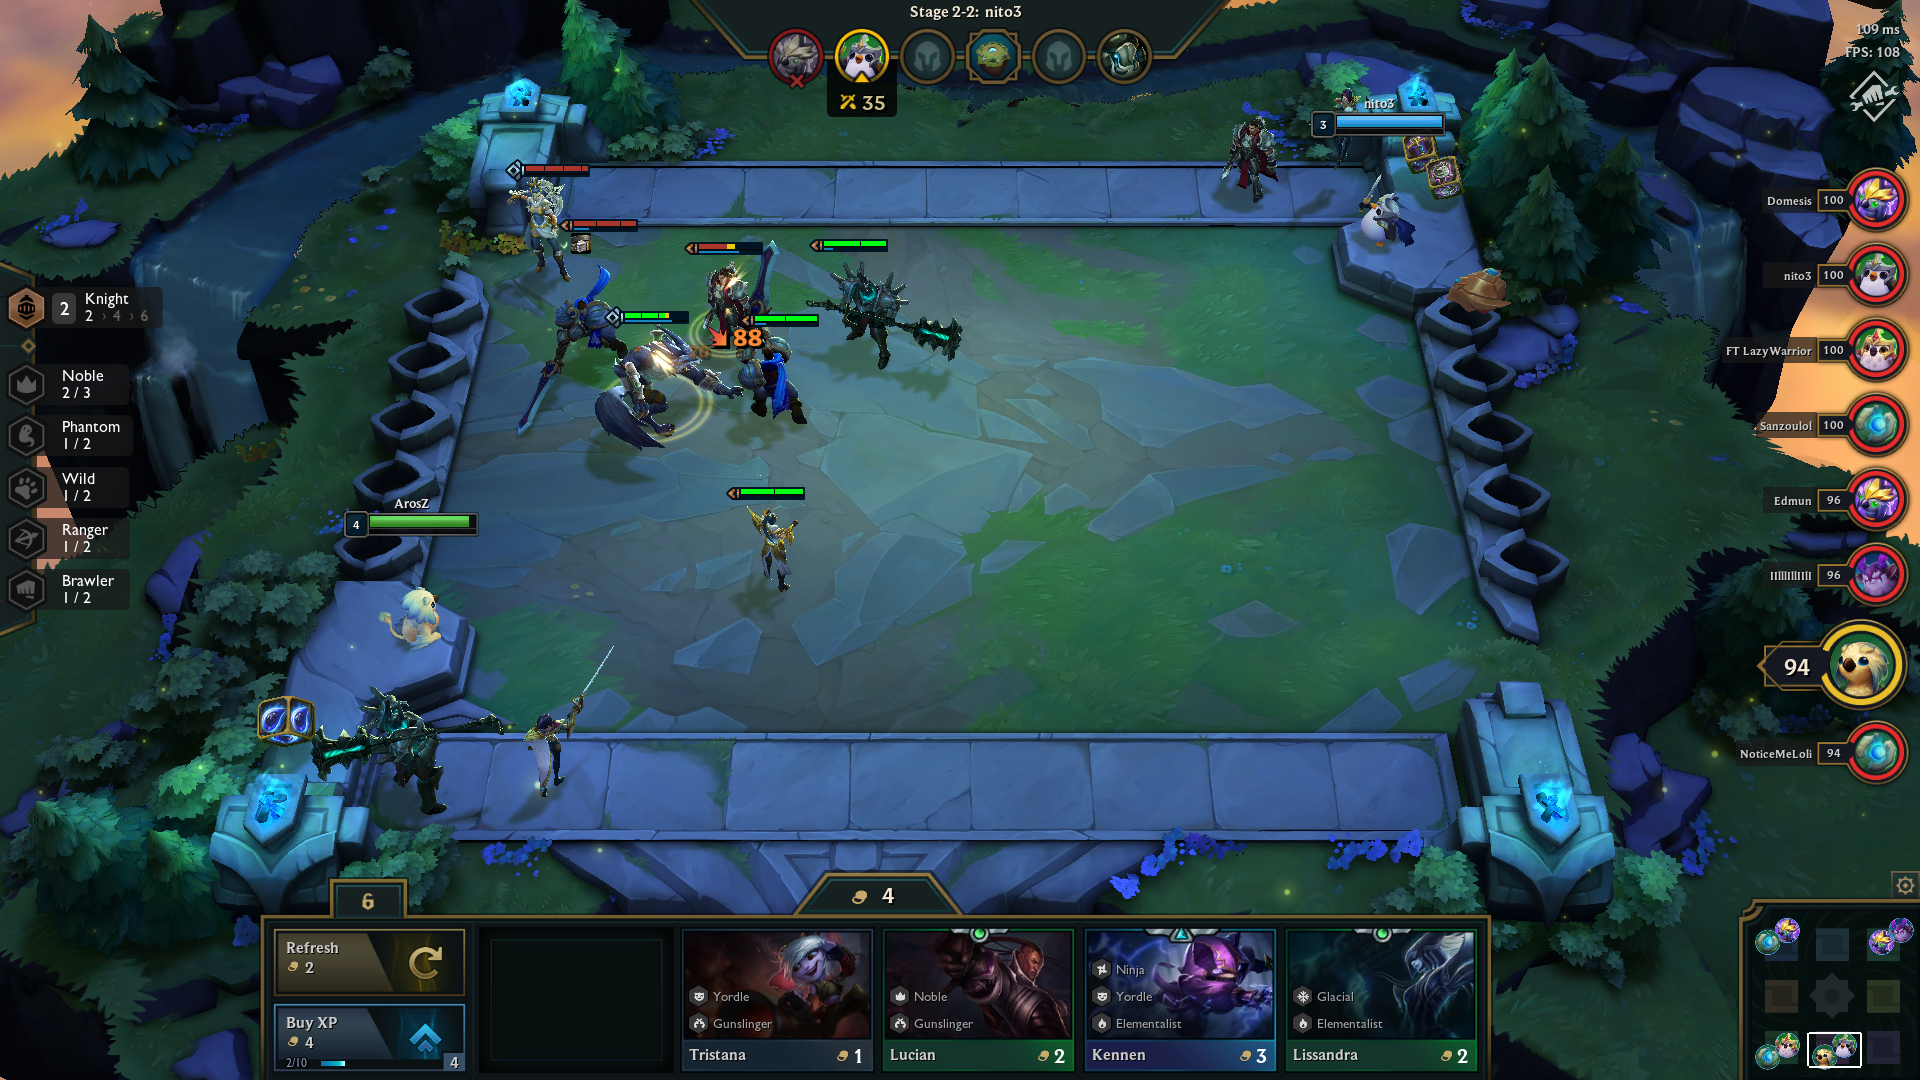 Stage 2-2: nito3
109 ms
FPS: 108
35
nito3
3
Domesis 100
nito3 100
FT LazyWarrior 100
Sanzoulol 100
Edmun 96
96
94
NoticeMeLoli 94
2 Knight
2 › 4 › 6
Noble
2 / 3
Phantom
1 / 2
Wild
1 / 2
Ranger
1 / 2
Brawler
1 / 2
88
ArosZ
4
6
4
Refresh
2
Buy XP
4
2/10
4
Yordle
Gunslinger
Tristana 1
Noble
Gunslinger
Lucian 2
Ninja
Yordle
Elementalist
Kennen 3
Glacial
Elementalist
Lissandra 2